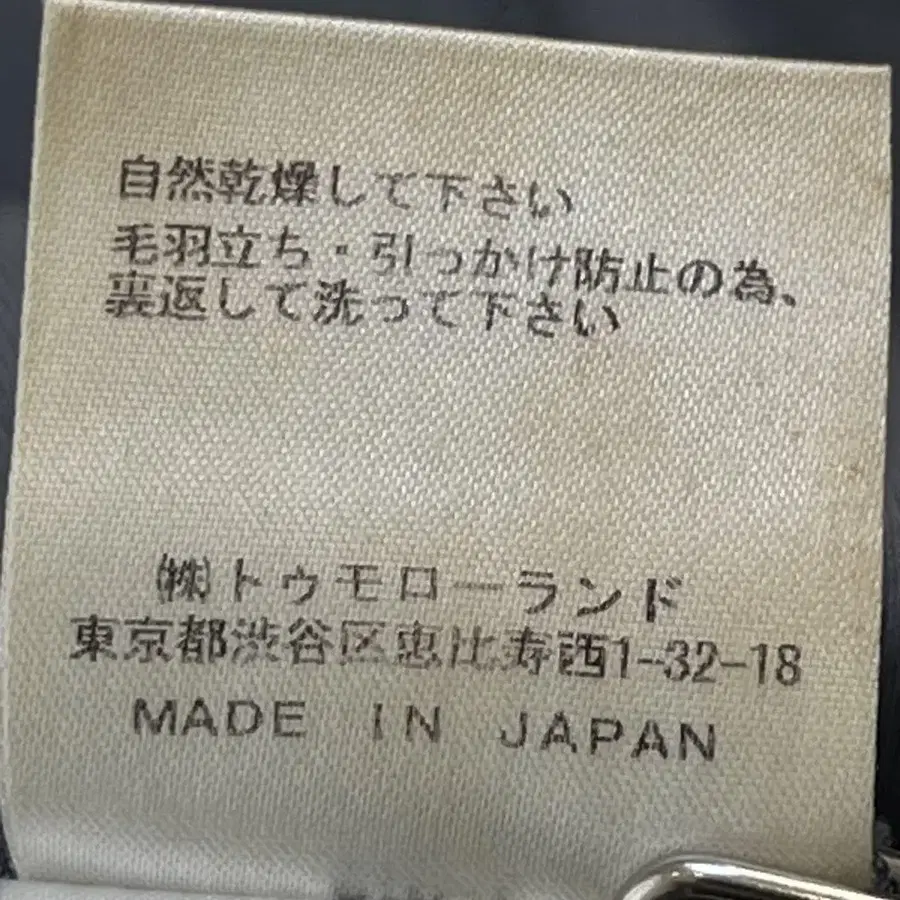 自然乾燥して下さい
毛羽立ち・引っかけ防止の為、
裏返して洗って下さい
㈱トゥモローランド
東京都渋谷区恵比寿西1-32-18
MADE IN JAPAN